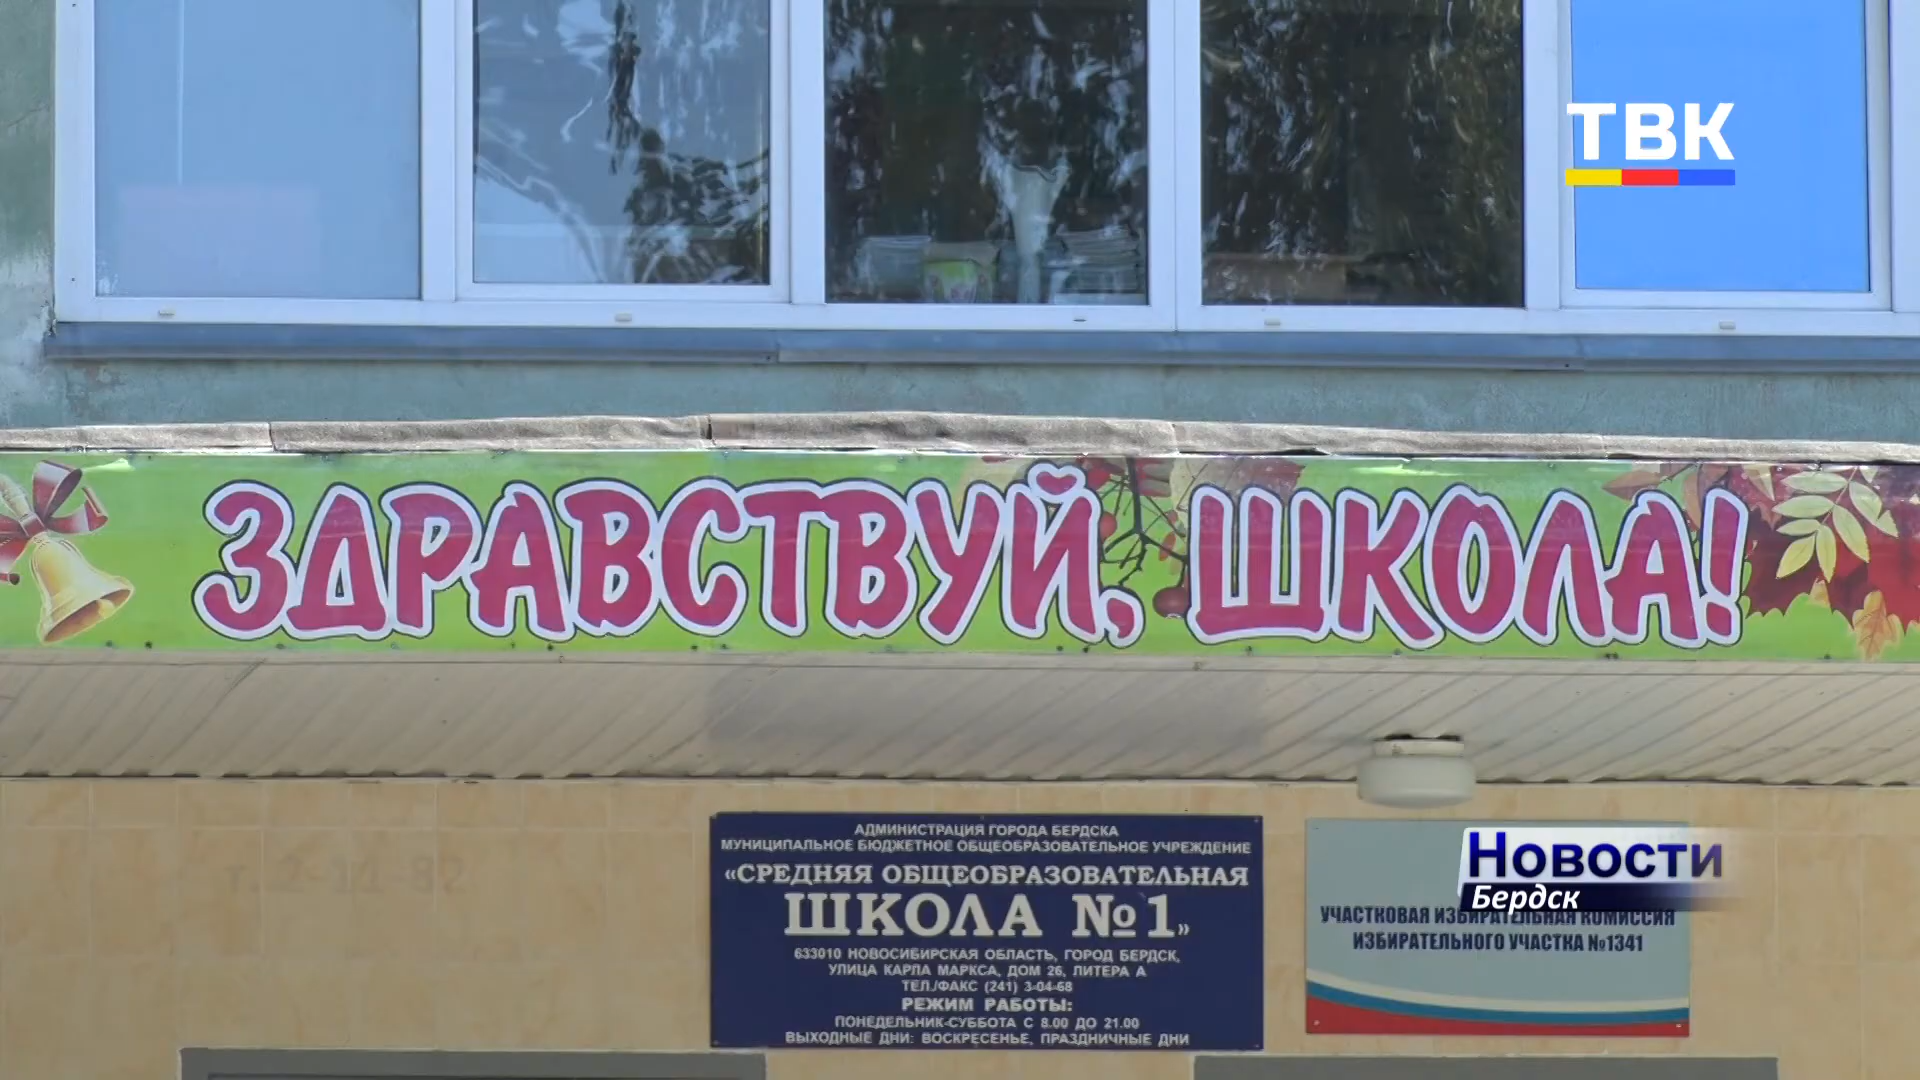 ТВК
ЗДРАВСТВУЙ, ШКОЛА!
АДМИНИСТРАЦИЯ ГОРОДА БЕРДСКА
МУНИЦИПАЛЬНОЕ БЮДЖЕТНОЕ ОБЩЕОБРАЗОВАТЕЛЬНОЕ УЧРЕЖДЕНИЕ
«СРЕДНЯЯ ОБЩЕОБРАЗОВАТЕЛЬНАЯ
ШКОЛА №1»
633010 НОВОСИБИРСКАЯ ОБЛАСТЬ, ГОРОД БЕРДСК,
УЛИЦА КАРЛА МАРКСА, ДОМ 26, ЛИТЕРА А
ТЕЛ./ФАКС (241) 3-04-68
РЕЖИМ РАБОТЫ:
ПОНЕДЕЛЬНИК-СУББОТА С 8.00 ДО 21.00
ВЫХОДНЫЕ ДНИ: ВОСКРЕСЕНЬЕ, ПРАЗДНИЧНЫЕ ДНИ
Новости
Бердск
УЧАСТКОВАЯ ИЗБИРАТЕЛЬНАЯ КОМИССИЯ
ИЗБИРАТЕЛЬНОГО УЧАСТКА №1341